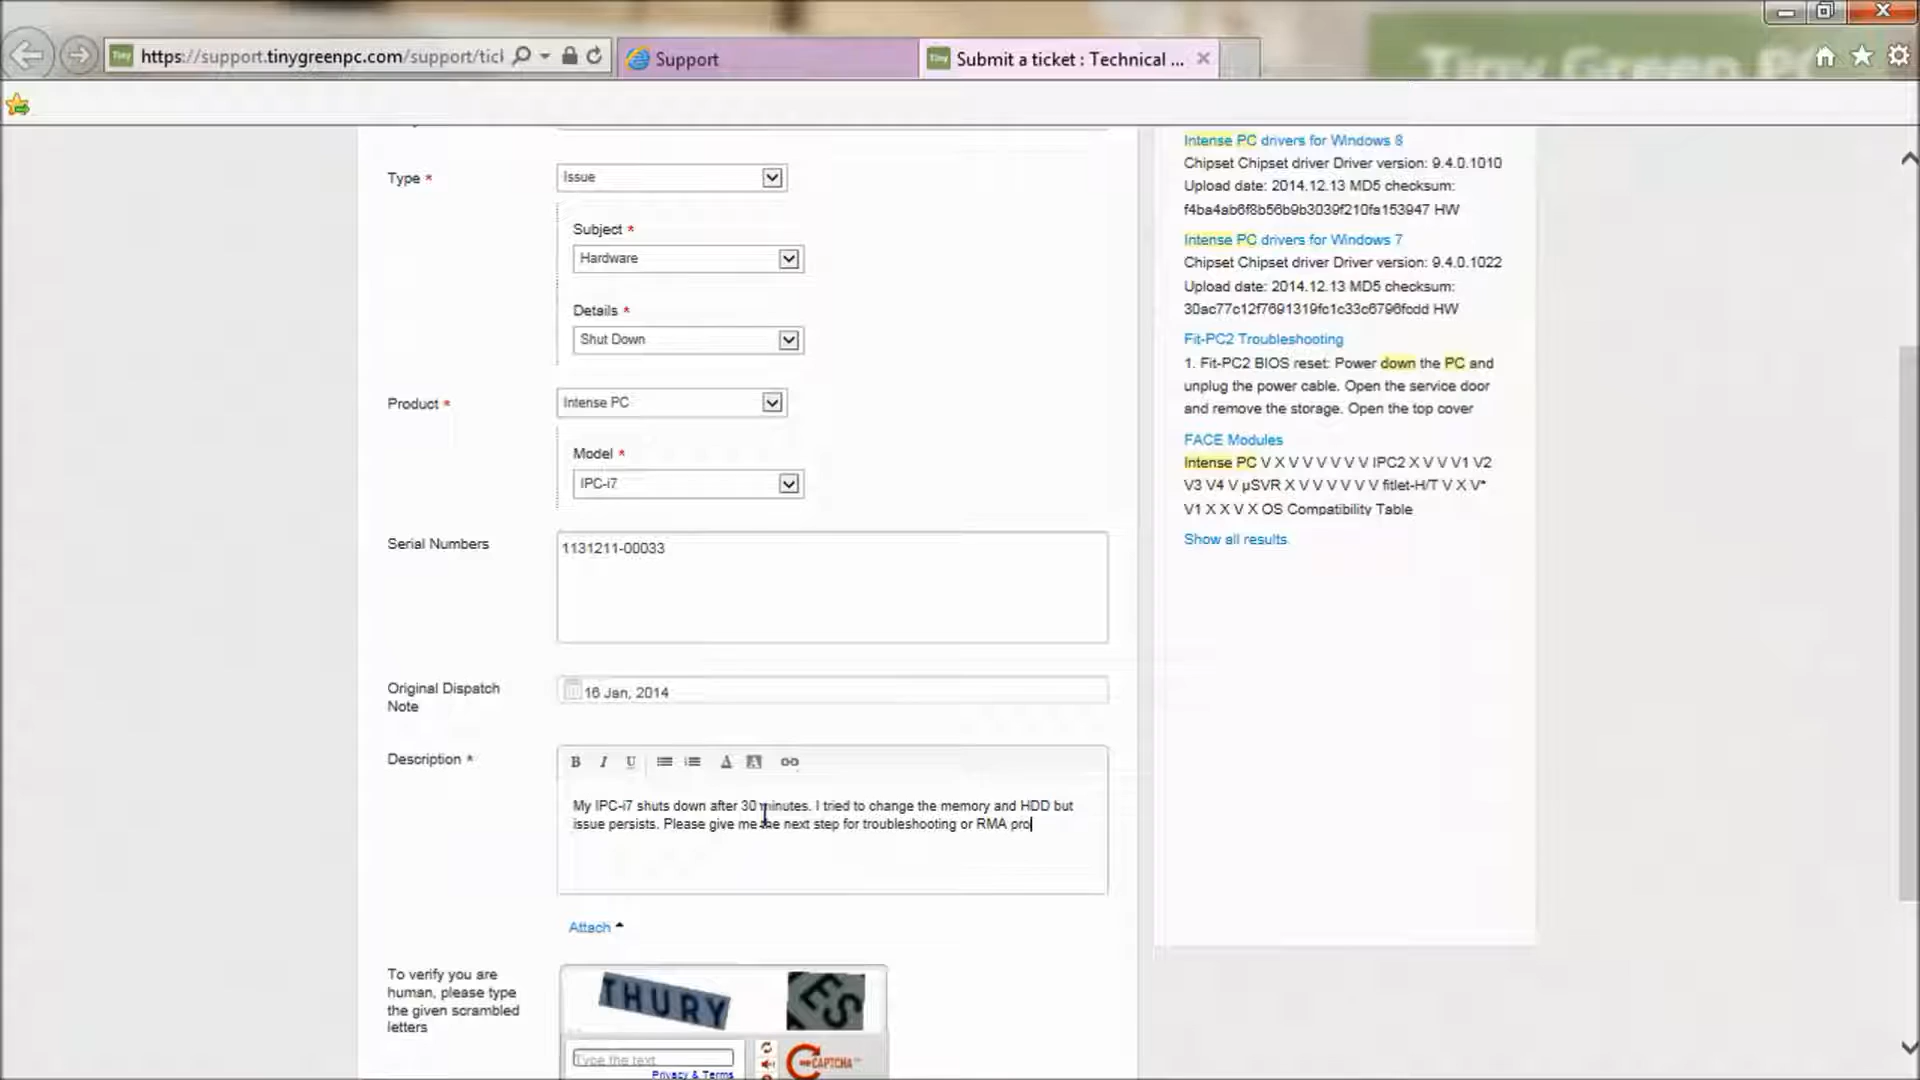 https://support.tinygreenpc.com/support/tick
Support
Submit a ticket : Technical ...
Tiny Green PC
Type *
Issue
Subject *
Hardware
Details *
Shut Down
Product *
Intense PC
Model *
IPC-i7
Serial Numbers
1131211-00033
Original Dispatch
Note
16 Jan, 2014
Description *
B I U A A
My IPC-i7 shuts down after 30 minutes. I tried to change the memory and HDD but
issue persists. Please give me the next step for troubleshooting or RMA pro
Attach
To verify you are
human, please type
the given scrambled
letters
THURY
ES
Type the text
Privacy & Terms
CAPTCHA
Intense PC drivers for Windows 8
Chipset Chipset driver Driver version: 9.4.0.1010
Upload date: 2014.12.13 MD5 checksum:
f4ba4ab6f8b56b9b3039f210fa153947 HW
Intense PC drivers for Windows 7
Chipset Chipset driver Driver version: 9.4.0.1022
Upload date: 2014.12.13 MD5 checksum:
30ac77c12f7691319fc1c33c6796fcdd HW
Fit-PC2 Troubleshooting
1. Fit-PC2 BIOS reset: Power down the PC and
unplug the power cable. Open the service door
and remove the storage. Open the top cover
FACE Modules
Intense PC V X V V V V V V IPC2 X V V V1 V2
V3 V4 V µSVR X V V V V V V fitlet-H/T V X V*
V1 X X V X OS Compatibility Table
Show all results